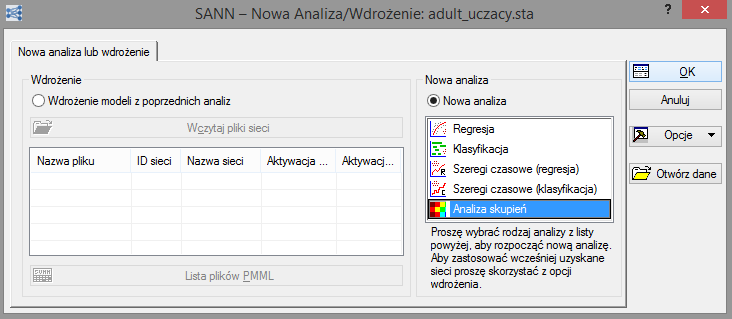 SANN – Nowa Analiza/Wdrożenie: adult_uczacy.sta
?
Nowa analiza lub wdrożenie
Wdrożenie
Wdrożenie modeli z poprzednich analiz
Wczytaj pliki sieci
Nazwa pliku ID sieci Nazwa sieci Aktywacja ... Aktywacj...
Lista plików PMML
Nowa analiza
Nowa analiza
Regresja
Klasyfikacja
Szeregi czasowe (regresja)
Szeregi czasowe (klasyfikacja)
Analiza skupień
Proszę wybrać rodzaj analizy z listy
powyżej, aby rozpocząć nową analizę.
Aby zastosować wcześniej uzyskane
sieci proszę skorzystać z opcji
wdrożenia.
OK
Anuluj
Opcje
Otwórz dane